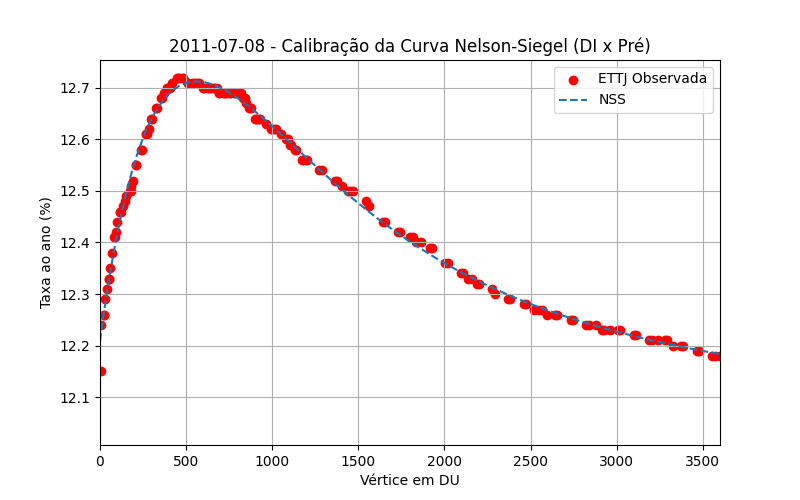 2011-07-08 - Calibração da Curva Nelson-Siegel (DI x Pré)
ETTJ Observada
NSS
Taxa ao ano (%)
12.7
12.6
12.5
12.4
12.3
12.2
12.1
0 500 1000 1500 2000 2500 3000 3500
Vértice em DU